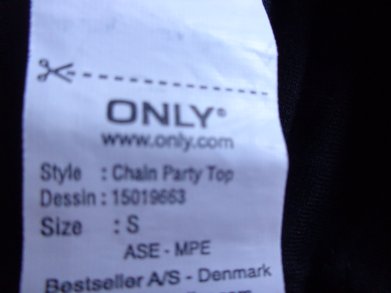 ONLY®
www.only.com
Style : Chain Party Top
Dessin : 15019663
Size : S
ASE - MPE
Bestseller A/S - Denmark